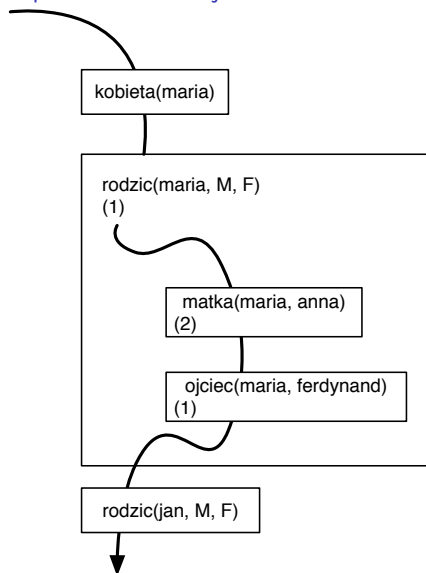 kobieta(maria)
rodzic(maria, M, F)
(1)
matka(maria, anna)
(2)
ojciec(maria, ferdynand)
(1)
rodzic(jan, M, F)